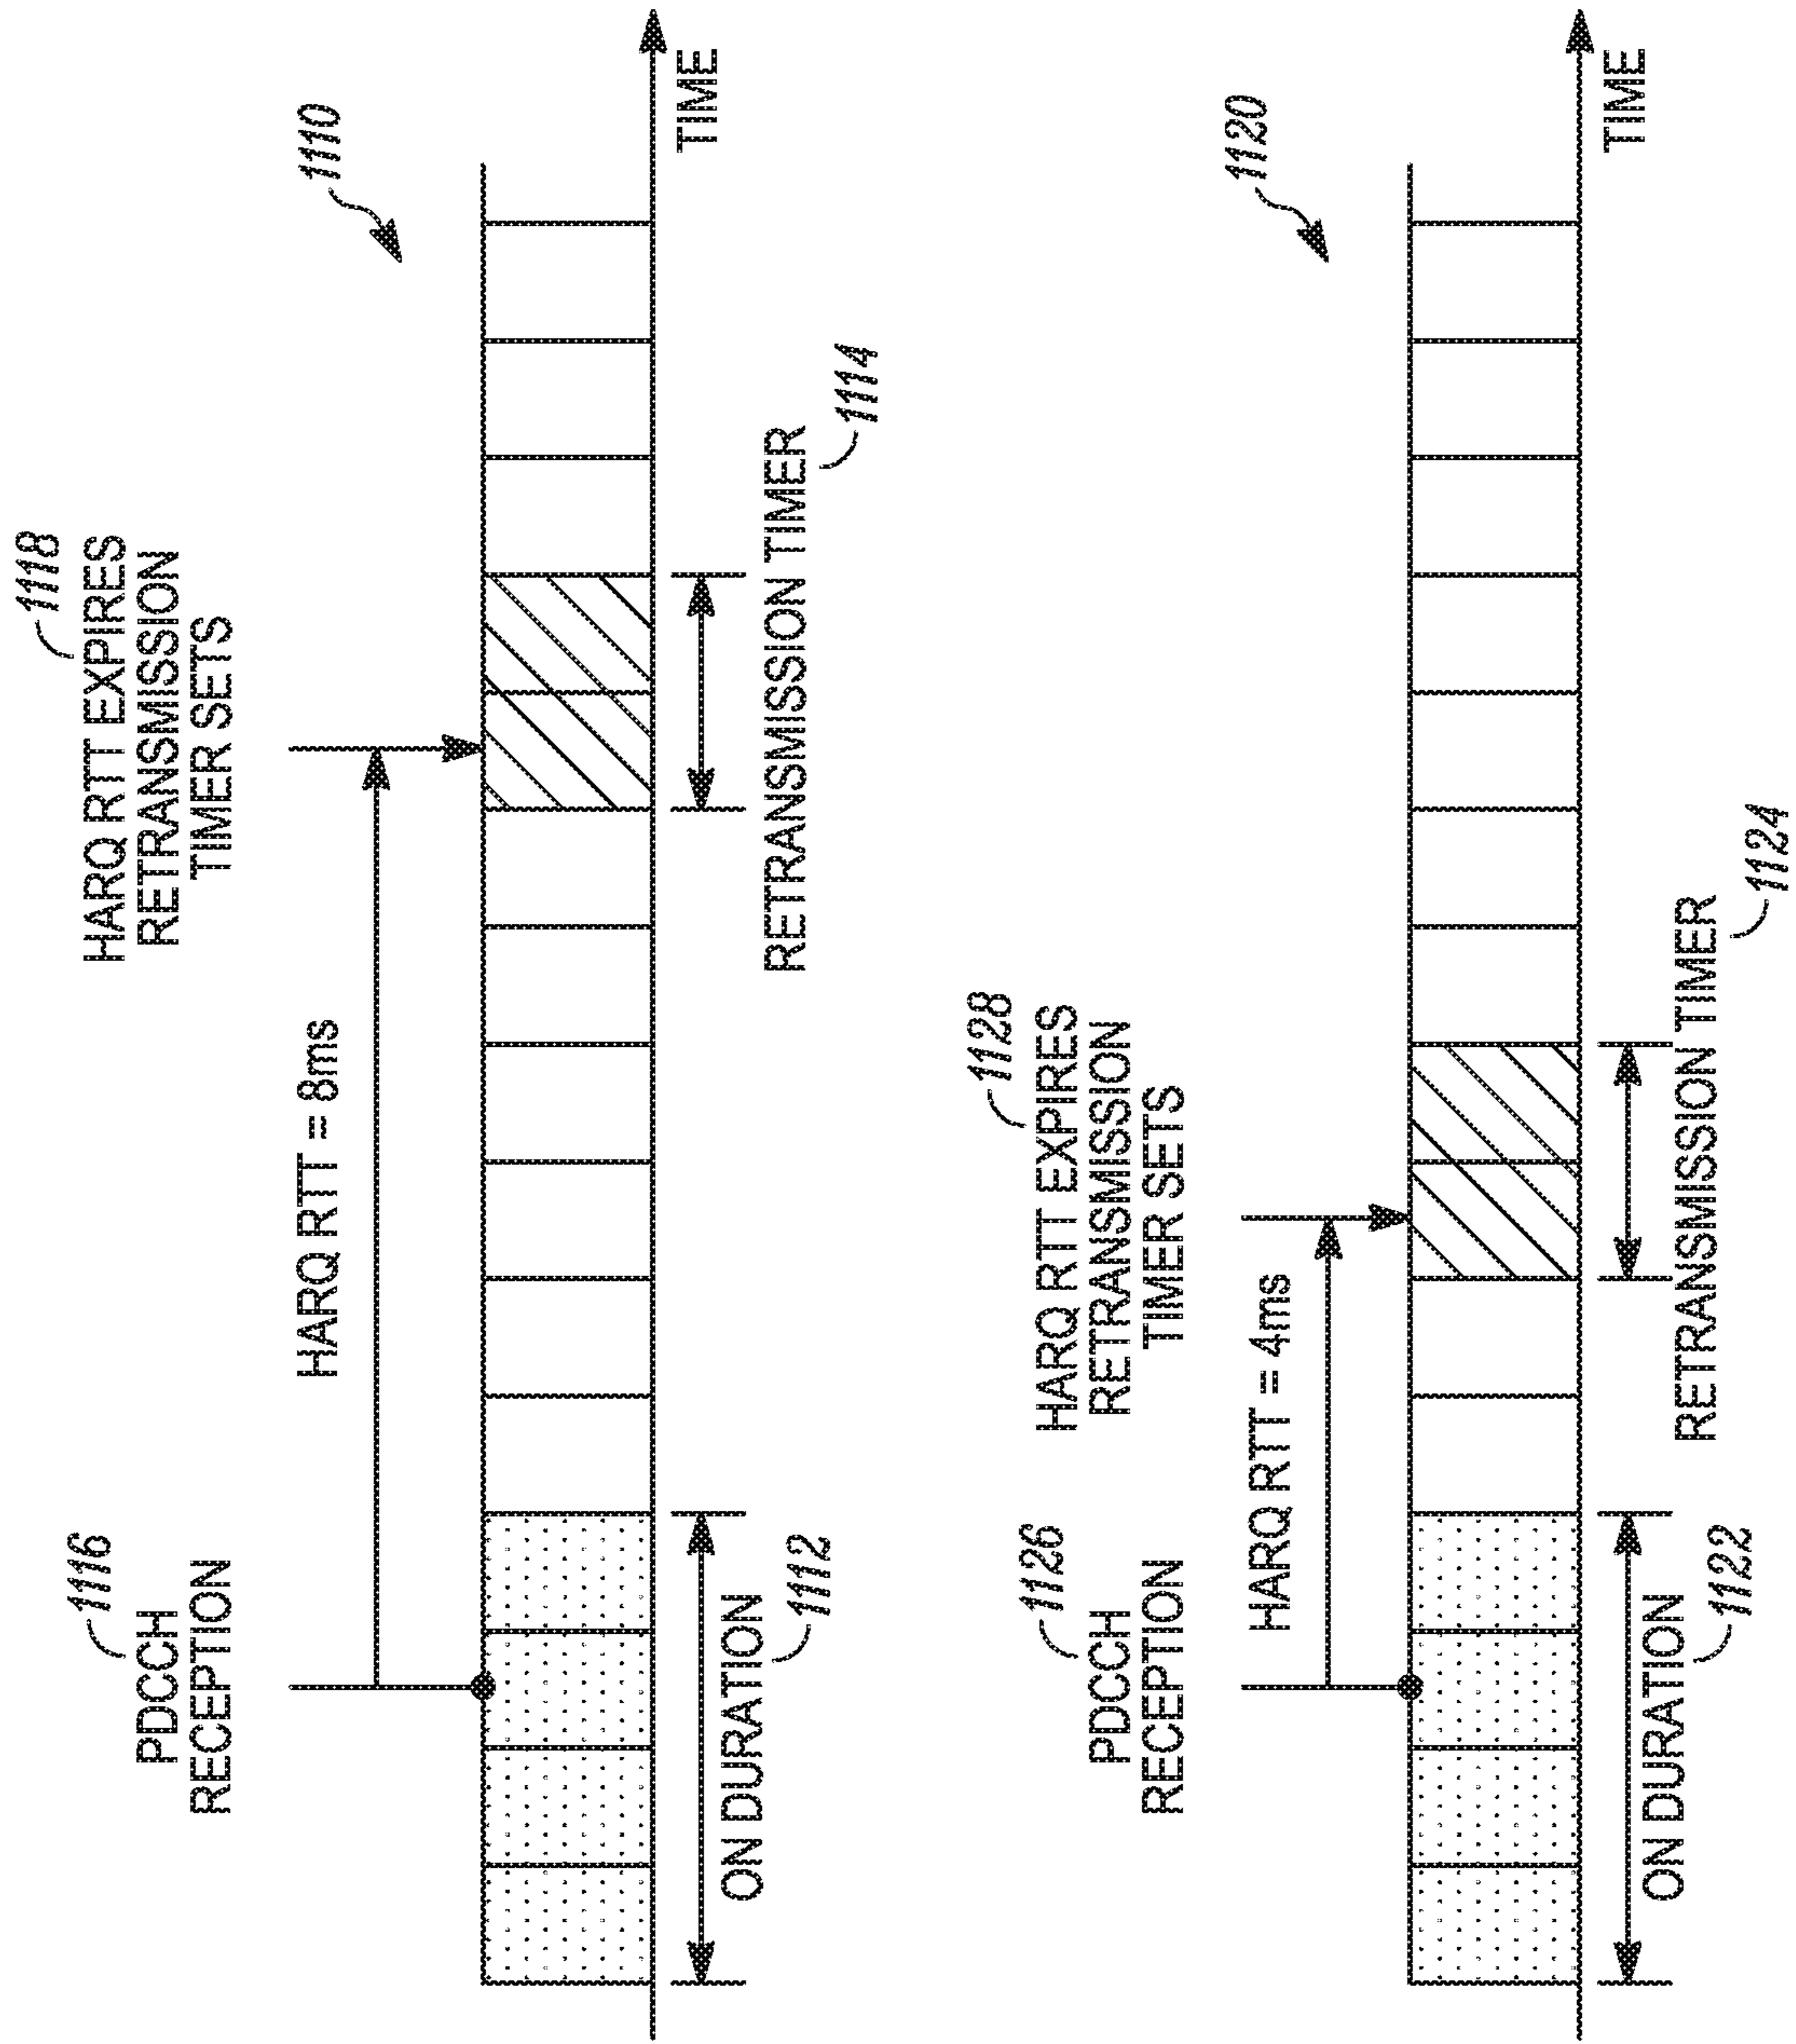 1116
PDCCH
RECEPTION
1118
HARQ RTT EXPIRES
RETRANSMISSION
TIMER SETS
HARQ RTT = 8ms
1110
ON DURATION
1112
RETRANSMISSION TIMER
1114
TIME
1126
PDCCH
RECEPTION
1128
HARQ RTT EXPIRES
RETRANSMISSION
TIMER SETS
HARQ RTT = 4ms
1120
ON DURATION
1122
RETRANSMISSION TIMER
1124
TIME